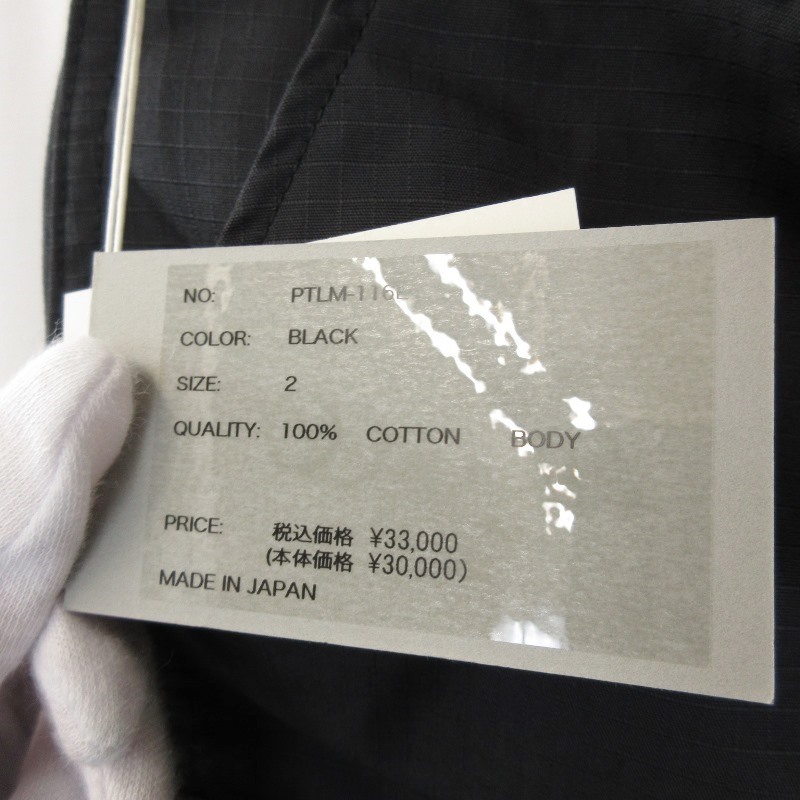 NO: PTLM-116L
COLOR: BLACK
SIZE: 2
QUALITY: 100% COTTON BODY
PRICE: 税込価格 ¥33,000
(本体価格 ¥30,000)
MADE IN JAPAN